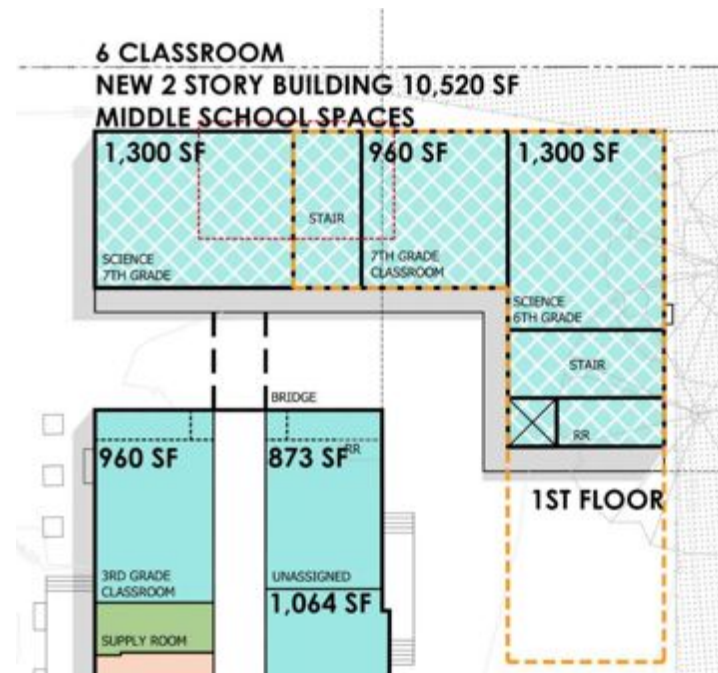 6 CLASSROOM
NEW 2 STORY BUILDING 10,520 SF
MIDDLE SCHOOL SPACES
1,300 SF
960 SF
1,300 SF
STAIR
SCIENCE
7TH GRADE
7TH GRADE
CLASSROOM
SCIENCE
6TH GRADE
STAIR
BRIDGE
RR
960 SF
873 SF
RR
1ST FLOOR
3RD GRADE
CLASSROOM
UNASSIGNED
1,064 SF
SUPPLY ROOM